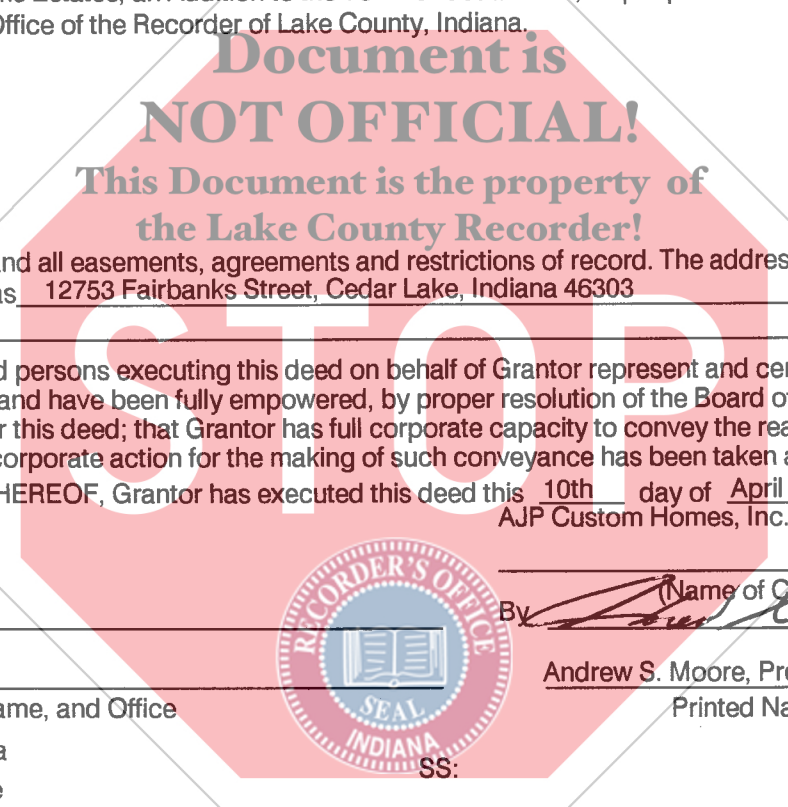 Office of the Recorder of Lake County, Indiana.
Document is
NOT OFFICIAL!
This Document is the property of
the Lake County Recorder!
and all easements, agreements and restrictions of record. The addres
as 12753 Fairbanks Street, Cedar Lake, Indiana 46303
STOP
d persons executing this deed on behalf of Grantor represent and cer
and have been fully empowered, by proper resolution of the Board of
r this deed; that Grantor has full corporate capacity to convey the rea
corporate action for the making of such conveyance has been taken a
HEREOF, Grantor has executed this deed this 10th day of April
AJP Custom Homes, Inc.
(Name of C
By
RECORDER'S OFFICE
SEAL
INDIANA
Andrew S. Moore, Pre
ame, and Office
Printed Na
a
SS:
e